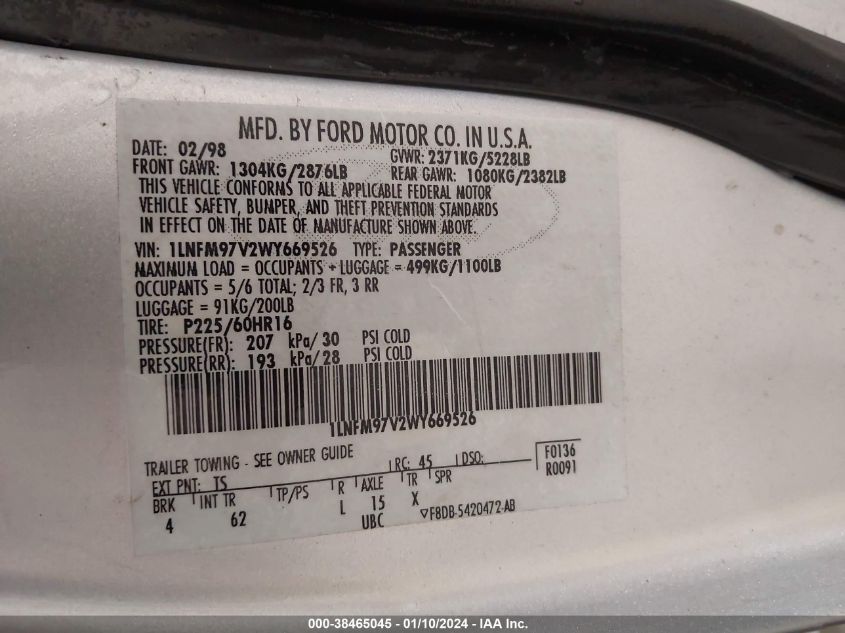 MFD. BY FORD MOTOR CO. IN U.S.A.
DATE: 02/98 GVWR: 2371KG/5228LB
FRONT GAWR: 1304KG/2876LB REAR GAWR: 1080KG/2382LB
THIS VEHICLE CONFORMS TO ALL APPLICABLE FEDERAL MOTOR
VEHICLE SAFETY, BUMPER, AND THEFT PREVENTION STANDARDS
IN EFFECT ON THE DATE OF MANUFACTURE SHOWN ABOVE.
VIN: 1LNFM97V2WY669526 TYPE: PASSENGER
MAXIMUM LOAD = OCCUPANTS + LUGGAGE = 499KG/1100LB
OCCUPANTS = 5/6 TOTAL; 2/3 FR, 3 RR
LUGGAGE = 91KG/200LB
TIRE: P225/60HR16
PRESSURE(FR): 207 kPa/30 PSI COLD
PRESSURE(RR): 193 kPa/28 PSI COLD
1LNFM97V2WY669526
TRAILER TOWING - SEE OWNER GUIDE
EXT PNT: TS RC: 45 DSO: F0136
R0091
BRK INT TR TP/PS R AXLE TR SPR
4 62 L 15 X
UBC ▽F8DB-5420472-AB
000-38465045 - 01/10/2024 - IAA Inc.